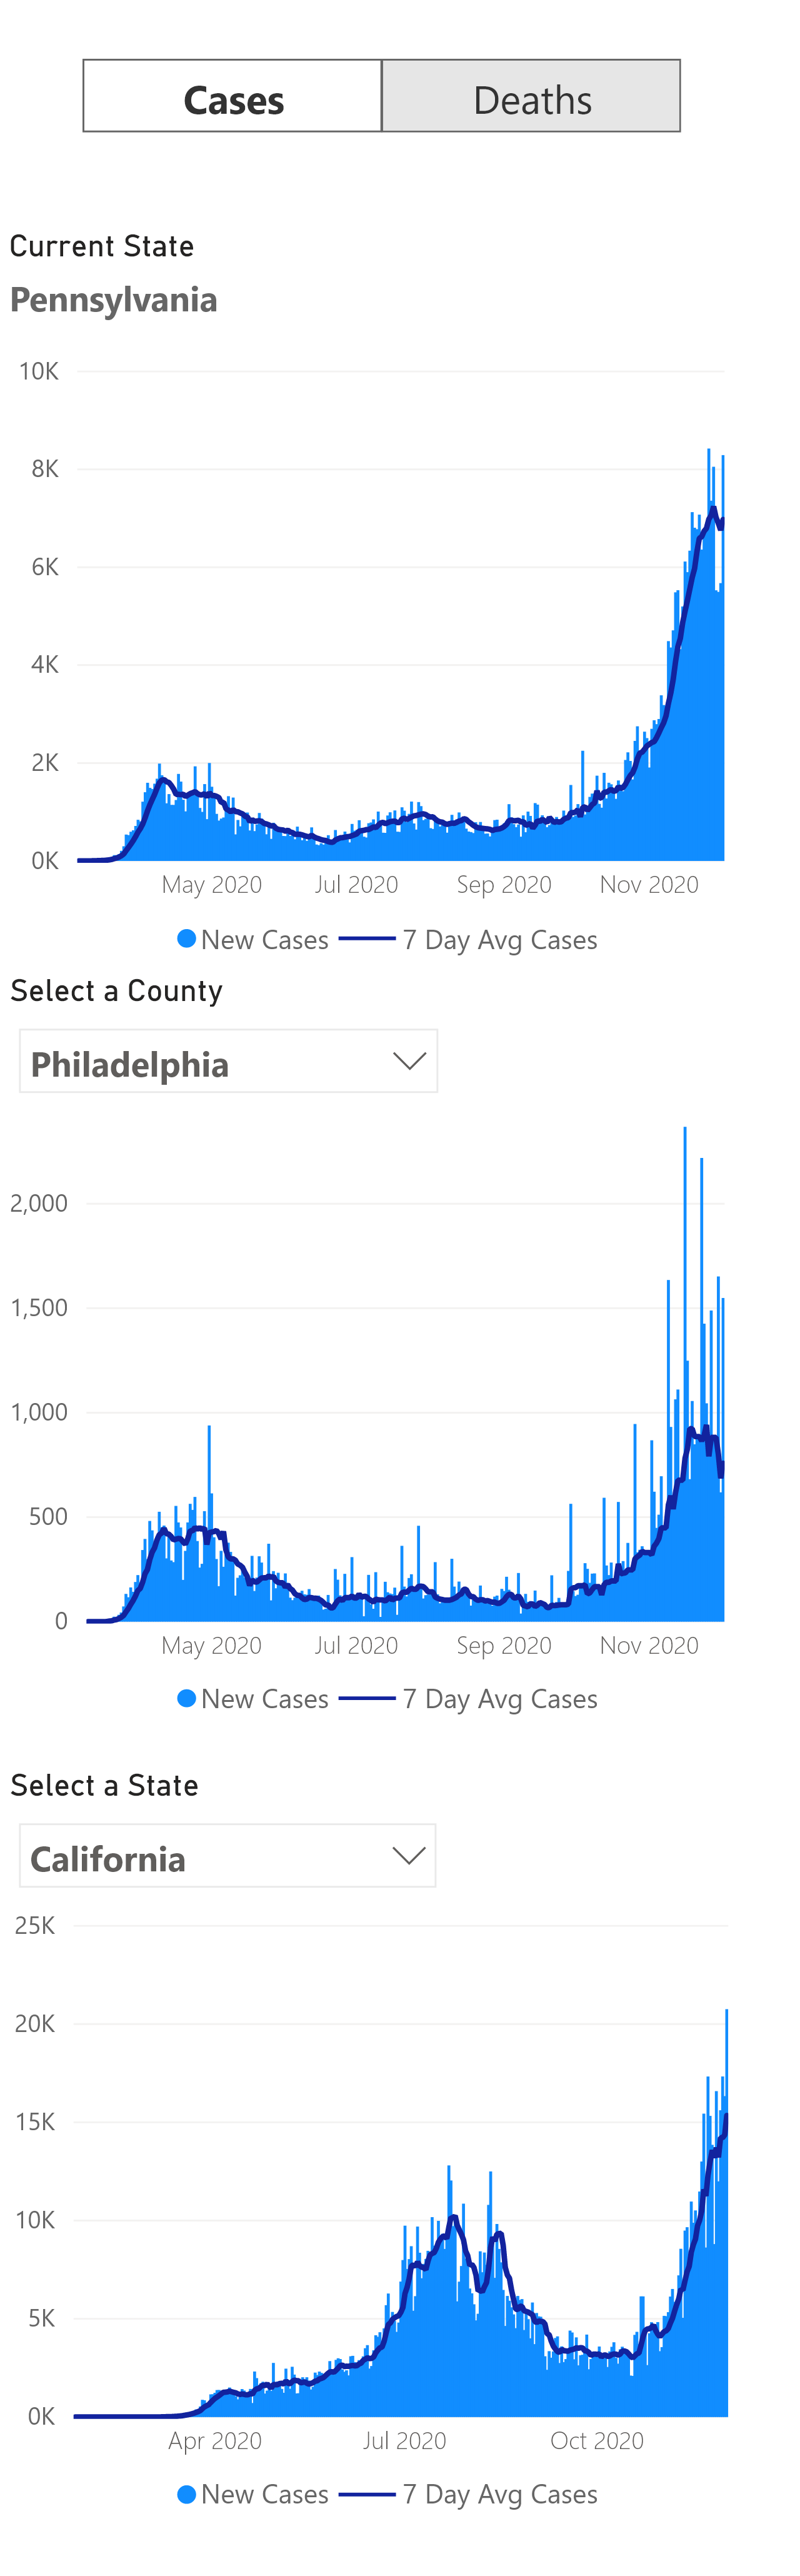 Cases Deaths
Current State
Pennsylvania
10K
8K
6K
4K
2K
0K
May 2020 Jul 2020 Sep 2020 Nov 2020
New Cases 7 Day Avg Cases
Select a County
Philadelphia
2,000
1,500
1,000
500
0
May 2020 Jul 2020 Sep 2020 Nov 2020
New Cases 7 Day Avg Cases
Select a State
California
25K
20K
15K
10K
5K
0K
Apr 2020 Jul 2020 Oct 2020
New Cases 7 Day Avg Cases